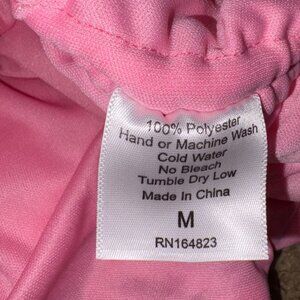 100% Polyester
Hand or Machine Wash
Cold Water
No Bleach
Tumble Dry Low
Made In China
M
RN164823